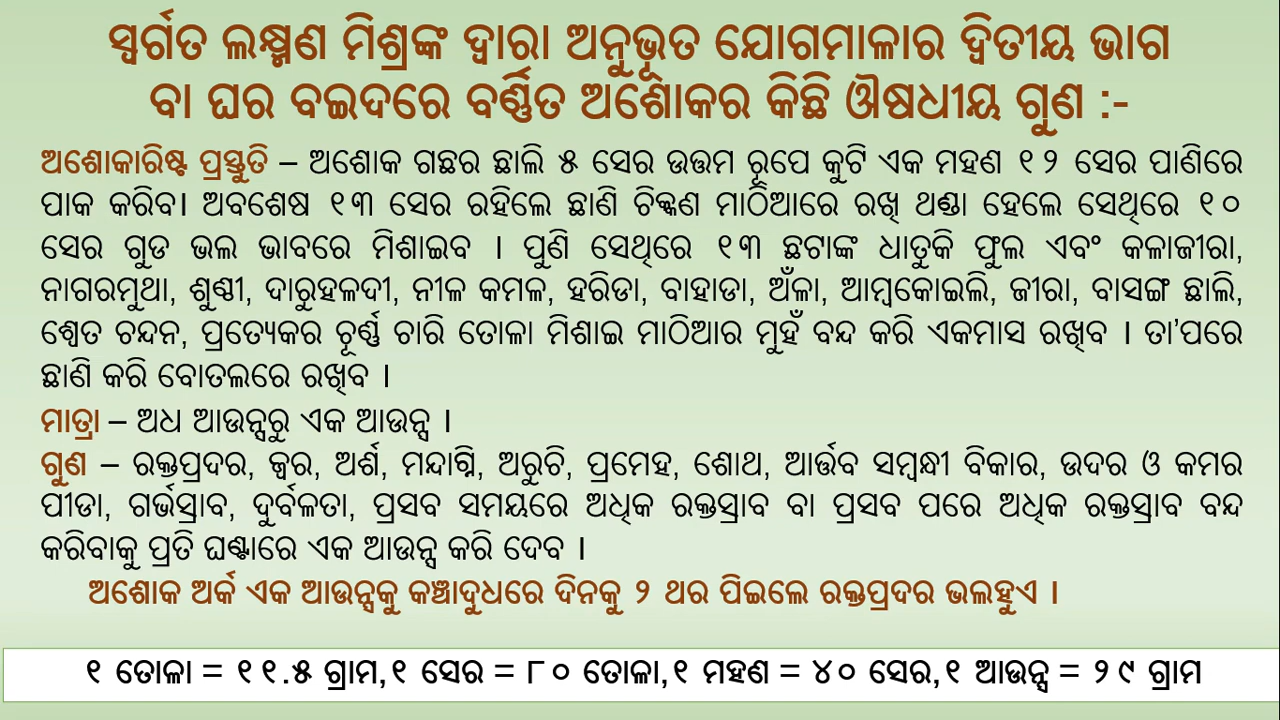 ସ୍ଵର୍ଗତ ଲକ୍ଷ୍ମଣ ମିଶ୍ରଙ୍କ ଦ୍ଵାରା ଅନୁଭୂତ ଯୋଗମାଳାର ଦ୍ଵିତୀୟ ଭାଗ
ବା ଘର ବଇଦରେ ବର୍ଣ୍ଣିତ ଅଶୋକର କିଛି ଔଷଧୀୟ ଗୁଣ :-
ଅଶୋକାରିଷ୍ଟ ପ୍ରସ୍ତୁତି – ଅଶୋକ ଗଛର ଛାଲି ୫ ସେର ଉତ୍ତମ ରୂପେ କୁଟି ଏକ ମହଣ ୧୨ ସେର ପାଣିରେ
ପାକ କରିବ। ଅବଶେଷ ୧୩ ସେର ରହିଲେ ଛାଣି ଚିକ୍କଣ ମାଠିଆରେ ରଖି ଥଣ୍ଡା ହେଲେ ସେଥିରେ ୧୦
ସେର ଗୁଡ ଭଲ ଭାବରେ ମିଶାଇବ । ପୁଣି ସେଥିରେ ୧୩ ଛଟାଙ୍କ ଧାତୁକି ଫୁଲ ଏବଂ କଳାଜୀରା,
ନାଗରମୁଥା, ଶୁଣ୍ଠୀ, ଦାରୁହଳଦୀ, ନୀଳ କମଳ, ହରିଡା, ବାହାଡା, ଅଁଳା, ଆମ୍ବକୋଇଲି, ଜୀରା, ବାସଙ୍ଗ ଛାଲି,
ଶ୍ୱେତ ଚନ୍ଦନ, ପ୍ରତ୍ୟେକର ଚୂର୍ଣ୍ଣ ଚାରି ତୋଳା ମିଶାଇ ମାଠିଆର ମୁହଁ ବନ୍ଦ କରି ଏକମାସ ରଖିବ । ତା'ପରେ
ଛାଣି କରି ବୋତଲରେ ରଖିବ ।
ମାତ୍ରା – ଅଧ ଆଉନ୍ସରୁ ଏକ ଆଉନ୍ସ ।
ଗୁଣ – ରକ୍ତପ୍ରଦର, ଜ୍ୱର, ଅର୍ଶ, ମନ୍ଦାଗ୍ନି, ଅରୁଚି, ପ୍ରମେହ, ଶୋଥ, ଆର୍ତ୍ତବ ସମ୍ବନ୍ଧୀ ବିକାର, ଉଦର ଓ କମର
ପୀଡା, ଗର୍ଭସ୍ରାବ, ଦୁର୍ବଳତା, ପ୍ରସବ ସମୟରେ ଅଧିକ ରକ୍ତସ୍ରାବ ବା ପ୍ରସବ ପରେ ଅଧିକ ରକ୍ତସ୍ରାବ ବନ୍ଦ
କରିବାକୁ ପ୍ରତି ଘଣ୍ଟାରେ ଏକ ଆଉନ୍ସ କରି ଦେବ ।
ଅଶୋକ ଅର୍କ ଏକ ଆଉନ୍ସକୁ କଞ୍ଚାଦୁଧରେ ଦିନକୁ ୨ ଥର ପିଇଲେ ରକ୍ତପ୍ରଦର ଭଲହୁଏ ।
୧ ତୋଳା = ୧୧.୫ ଗ୍ରାମ,୧ ସେର = ୮୦ ତୋଳା,୧ ମହଣ = ୪୦ ସେର,୧ ଆଉନ୍ସ = ୨୯ ଗ୍ରାମ